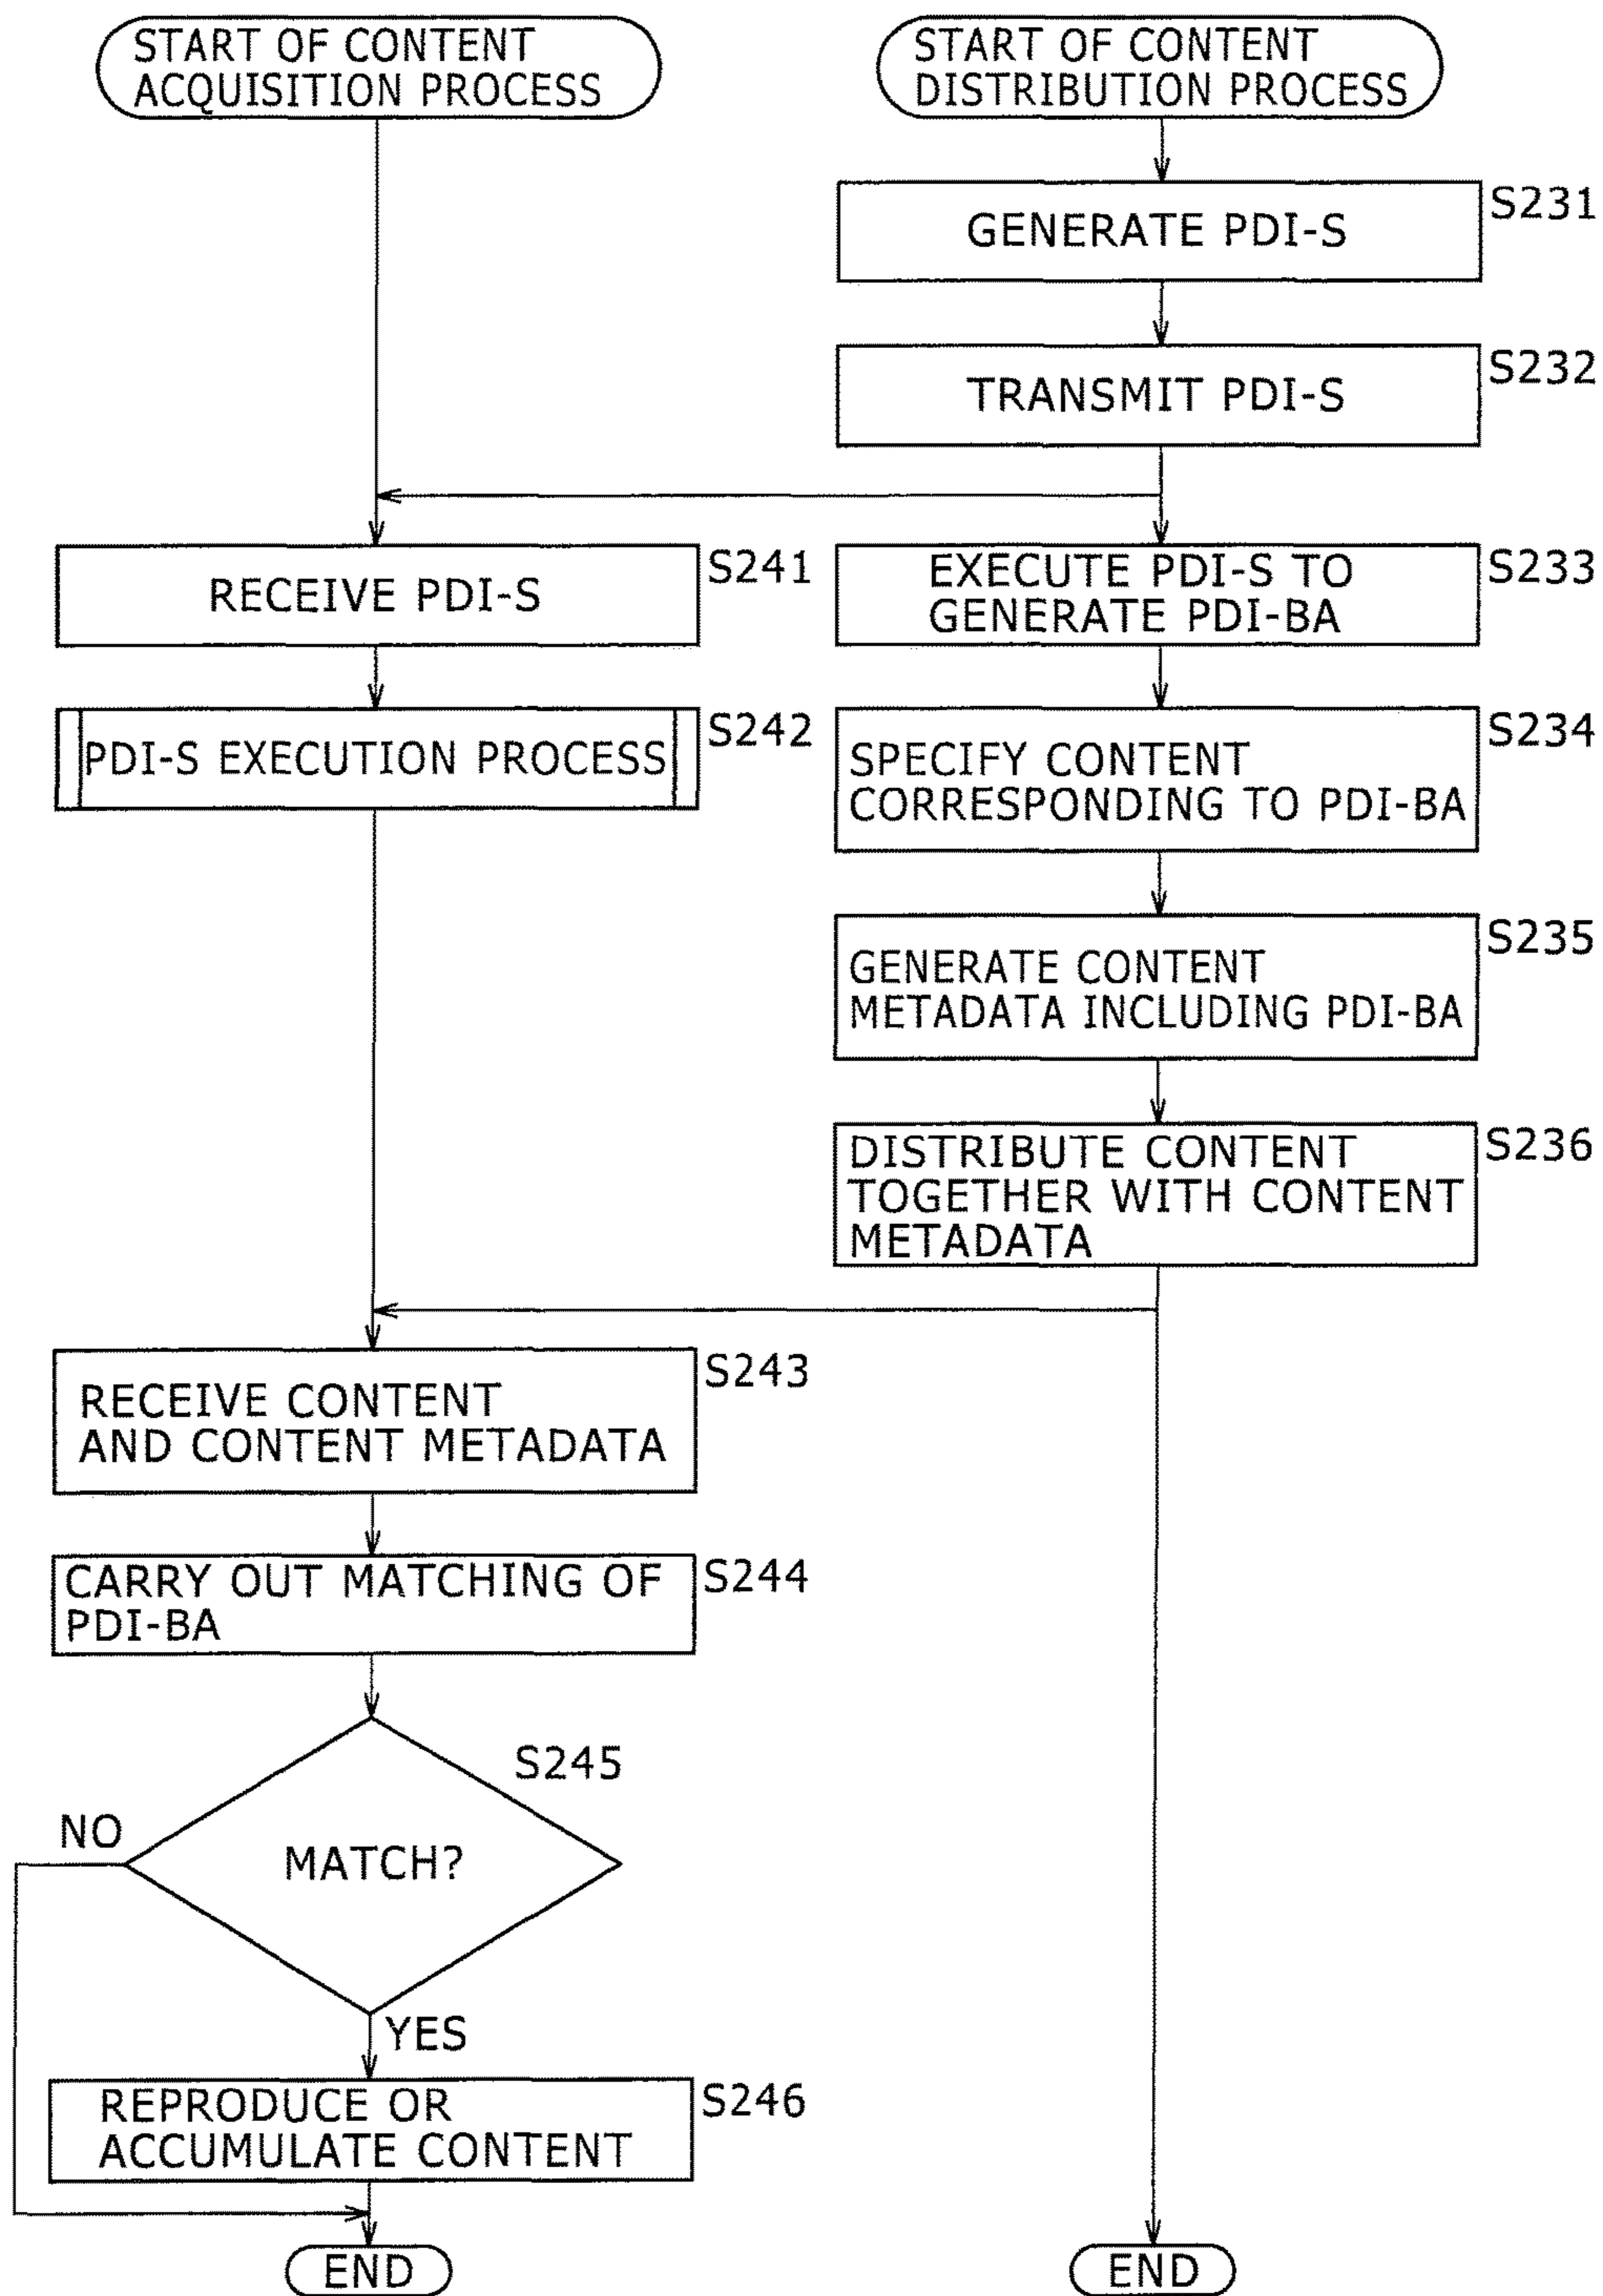 START OF CONTENT
ACQUISITION PROCESS
START OF CONTENT
DISTRIBUTION PROCESS
S231
GENERATE PDI-S
S232
TRANSMIT PDI-S
S241
RECEIVE PDI-S
S233
EXECUTE PDI-S TO
GENERATE PDI-BA
S242
PDI-S EXECUTION PROCESS
S234
SPECIFY CONTENT
CORRESPONDING TO PDI-BA
S235
GENERATE CONTENT
METADATA INCLUDING PDI-BA
S236
DISTRIBUTE CONTENT
TOGETHER WITH CONTENT
METADATA
S243
RECEIVE CONTENT
AND CONTENT METADATA
S244
CARRY OUT MATCHING OF
PDI-BA
S245
NO
MATCH?
YES
S246
REPRODUCE OR
ACCUMULATE CONTENT
END
END